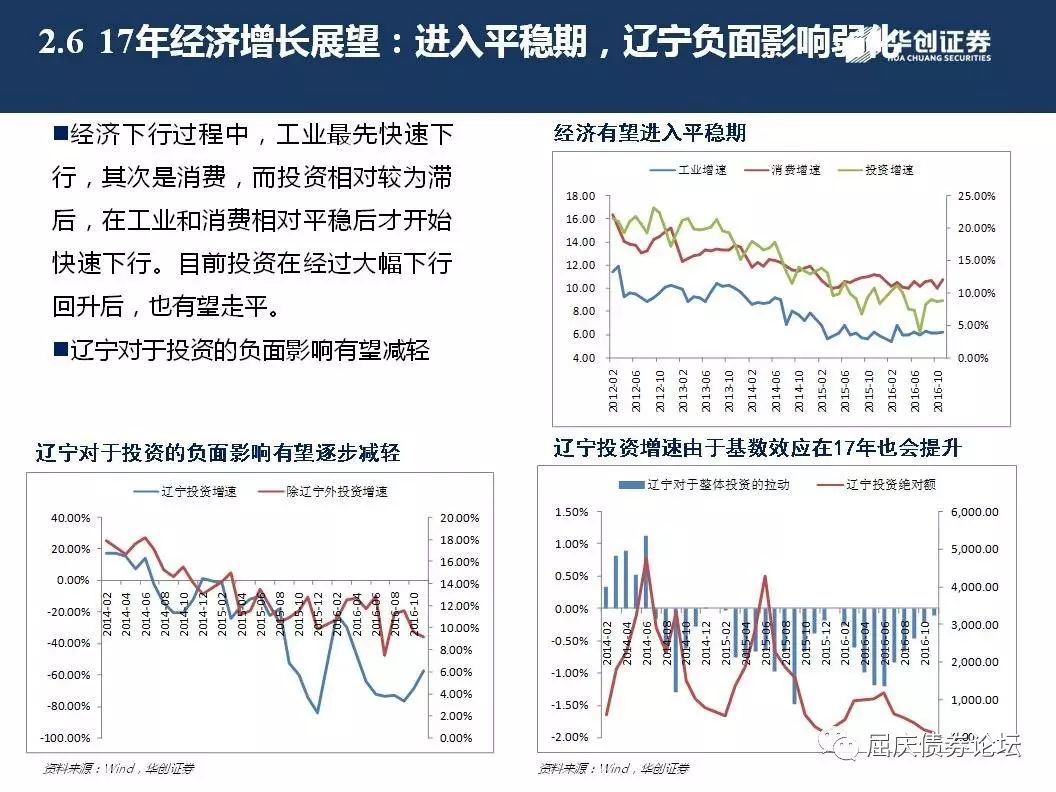 2.6 17年经济增长展望：进入平稳期，辽宁负面影响弱化
华创证券
HUA CHUANG SECURITIES
■经济下行过程中，工业最先快速下
行，其次是消费，而投资相对较为滞
后，在工业和消费相对平稳后才开始
快速下行。目前投资在经过大幅下行
回升后，也有望走平。
■辽宁对于投资的负面影响有望减轻
经济有望进入平稳期
工业增速 消费增速 投资增速
18.00 25.00%
16.00 20.00%
14.00
12.00 15.00%
10.00 10.00%
8.00
6.00 5.00%
4.00 0.00%
2012-02 2012-06 2012-10 2013-02 2013-06 2013-10 2014-02 2014-06 2014-10 2015-02 2015-06 2015-10 2016-02 2016-06 2016-10
辽宁对于投资的负面影响有望逐步减轻
辽宁投资增速 除辽宁外投资增速
40.00% 20.00%
20.00% 18.00%
0.00% 16.00%
-20.00% 14.00%
-40.00% 12.00%
-60.00% 10.00%
-80.00% 8.00%
-100.00% 6.00%
4.00%
2.00%
0.00%
2014-02 2014-04 2014-06 2014-08 2014-10 2014-12 2015-02 2015-04 2015-06 2015-08 2015-10 2015-12 2016-02 2016-04 2016-06 2016-08 2016-10
资料来源：Wind，华创证券
辽宁投资增速由于基数效应在17年也会提升
辽宁对于整体投资的拉动 辽宁投资绝对额
1.50% 6,000.00
1.00% 5,000.00
0.50% 4,000.00
0.00% 3,000.00
-0.50% 2,000.00
-1.00% 1,000.00
-1.50%
-2.00%
2014-02 2014-04 2014-06 2014-08 2014-10 2014-12 2015-02 2015-04 2015-06 2015-08 2015-10 2015-12 2016-02 2016-04 2016-06 2016-08 2016-10
资料来源：Wind，华创证券
屈庆债券论坛